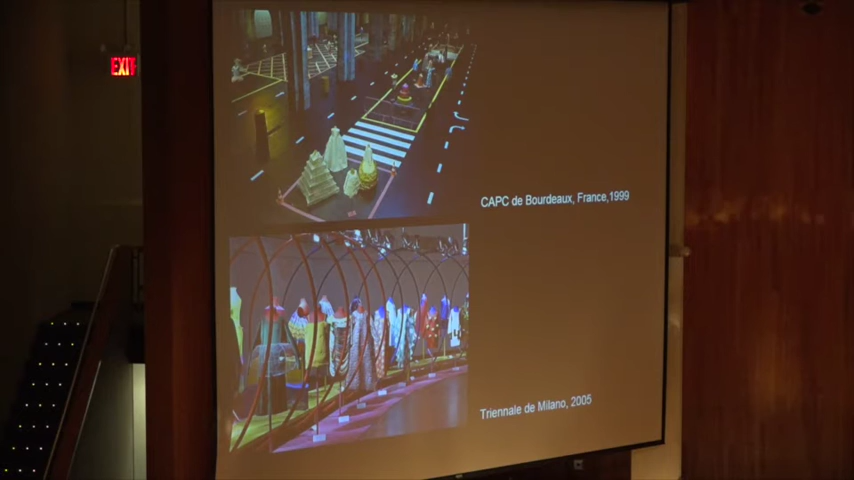 EXIT
CAPC de Bourdeaux, France,1999
Triennale de Milano, 2005